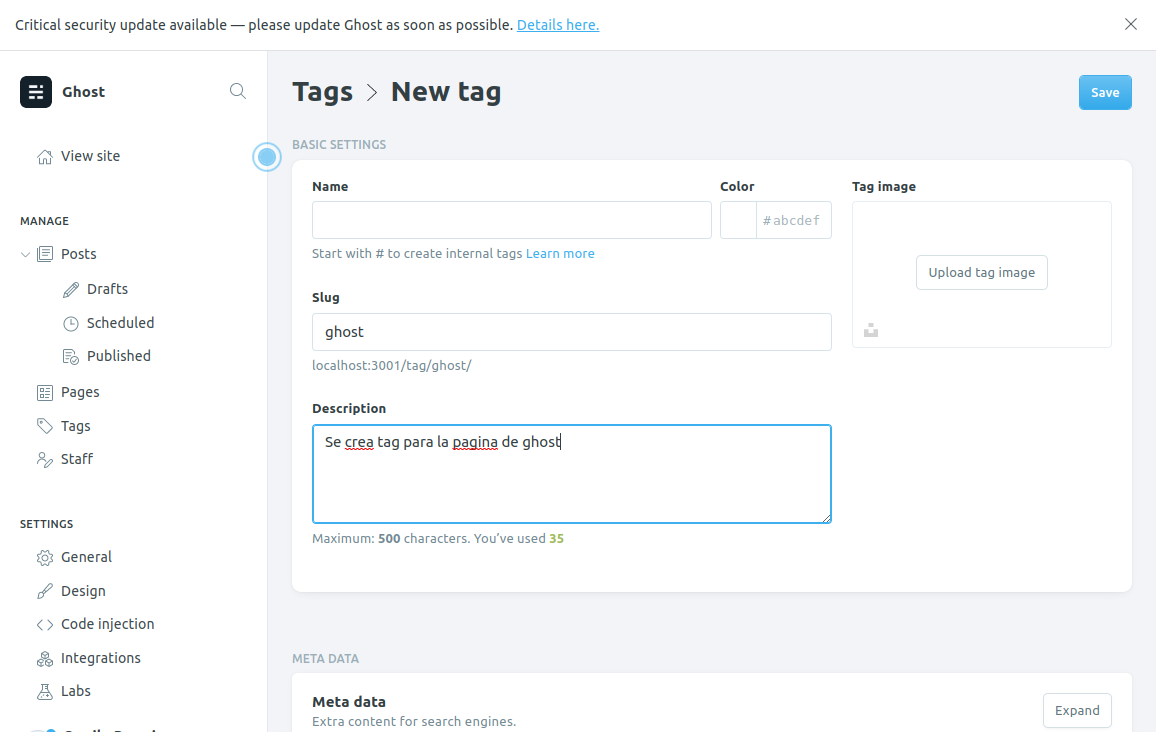 Critical security update available — please update Ghost as soon as possible. Details here.
Ghost
View site
MANAGE
Posts
Drafts
Scheduled
Published
Pages
Tags
Staff
SETTINGS
General
Design
Code injection
Integrations
Labs
Tags > New tag
Save
BASIC SETTINGS
Name
Color
#abcdef
Start with # to create internal tags Learn more
Slug
ghost
localhost:3001/tag/ghost/
Description
Se crea tag para la pagina de ghost
Maximum: 500 characters. You've used 35
Tag image
Upload tag image
META DATA
Meta data
Extra content for search engines.
Expand